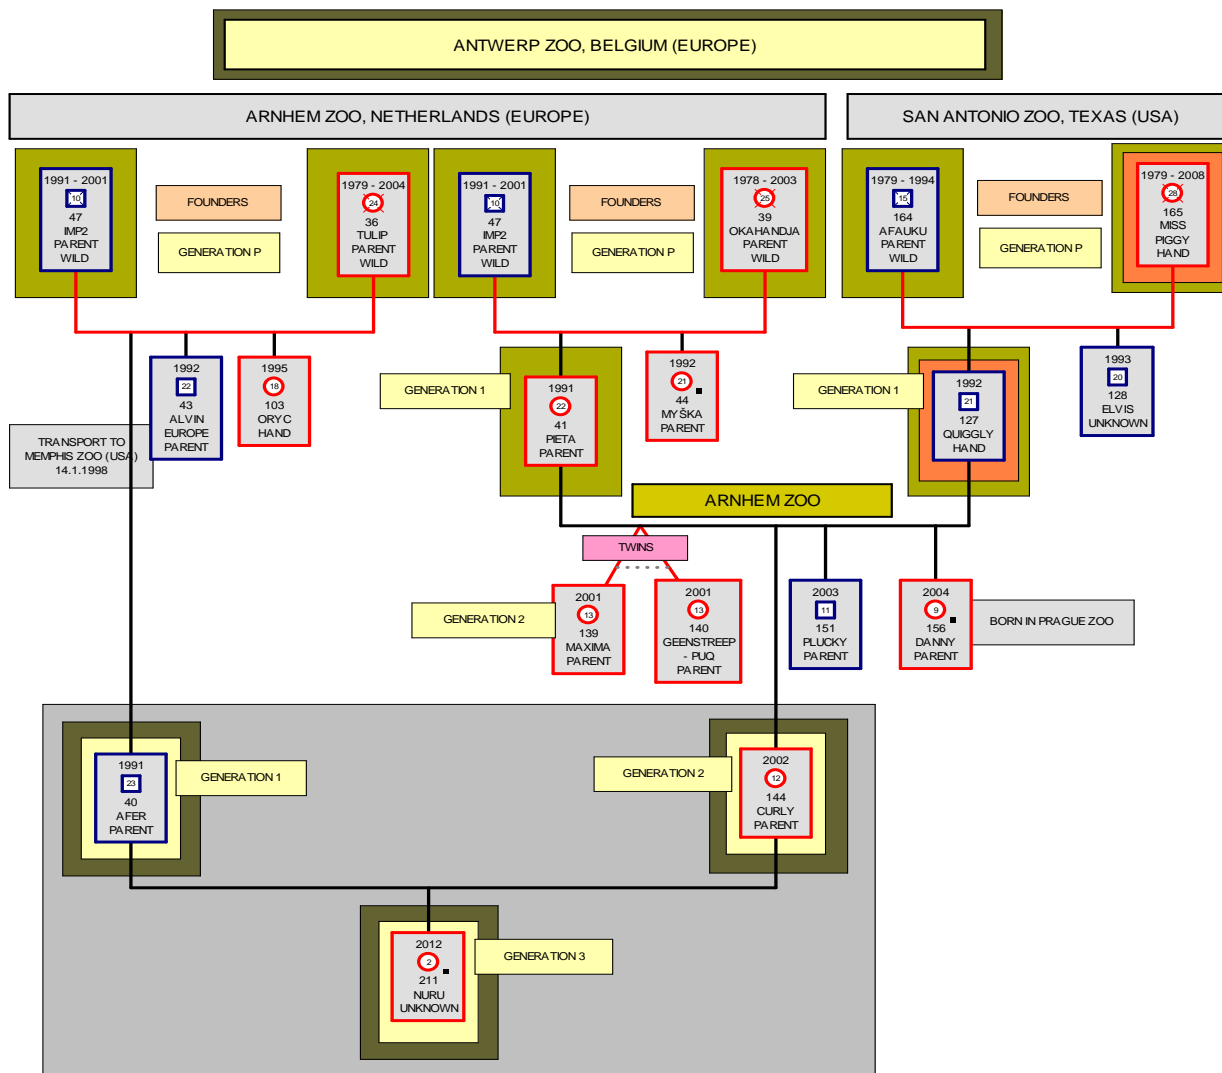 ANTWERP ZOO, BELGIUM (EUROPE)
ARNHEM ZOO, NETHERLANDS (EUROPE)
SAN ANTONIO ZOO, TEXAS (USA)
1991 - 2001
10
47
IMP2
PARENT
WILD
FOUNDERS
GENERATION P
1979 - 2004
24
36
TULIP
PARENT
WILD
1991 - 2001
10
47
IMP2
PARENT
WILD
FOUNDERS
GENERATION P
1978 - 2003
25
39
OKAHANDJA
PARENT
WILD
1979 - 1994
15
164
AFAUKU
PARENT
WILD
FOUNDERS
GENERATION P
1979 - 2008
28
165
MISS
PIGGY
HAND
1992
22
43
ALVIN
EUROPE
PARENT
1995
18
103
ORYC
HAND
GENERATION 1
1991
22
41
PIETA
PARENT
1992
21
44
MYŠKA
PARENT
GENERATION 1
1992
21
127
QUIGGLY
HAND
1993
20
128
ELVIS
UNKNOWN
TRANSPORT TO
MEMPHIS ZOO (USA)
14.1.1998
ARNHEM ZOO
TWINS
GENERATION 2
2001
13
139
MAXIMA
PARENT
2001
13
140
GEENSTREEP
- PUQ
PARENT
2003
11
151
PLUCKY
PARENT
2004
9
156
DANNY
PARENT
BORN IN PRAGUE ZOO
1991
23
40
AFER
PARENT
GENERATION 1
GENERATION 2
2002
12
144
CURLY
PARENT
2012
2
211
NURU
UNKNOWN
GENERATION 3